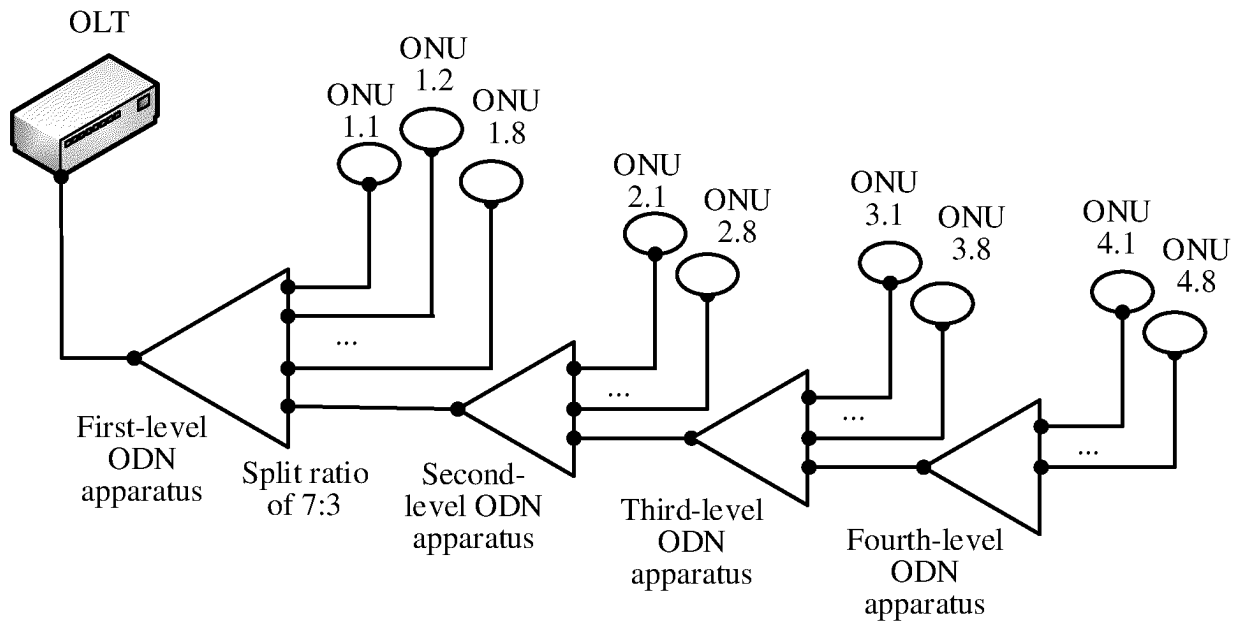 OLT
ONU
1.1
ONU
1.2
ONU
1.8
ONU
2.1
ONU
2.8
ONU
3.1
ONU
3.8
ONU
4.1
ONU
4.8
...
...
...
...
First-level
ODN
apparatus
Split ratio
of 7:3
Second-
level ODN
apparatus
Third-level
ODN
apparatus
Fourth-level
ODN
apparatus